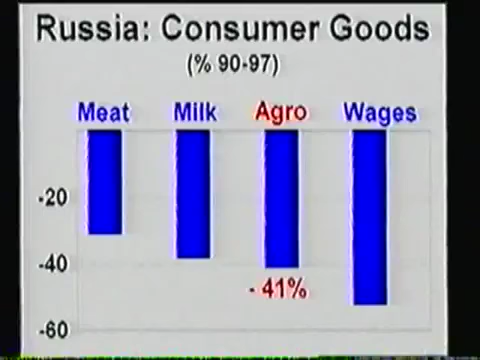 Russia: Consumer Goods
(% 90-97)
Meat Milk Agro Wages
-20
-40
- 41%
-60